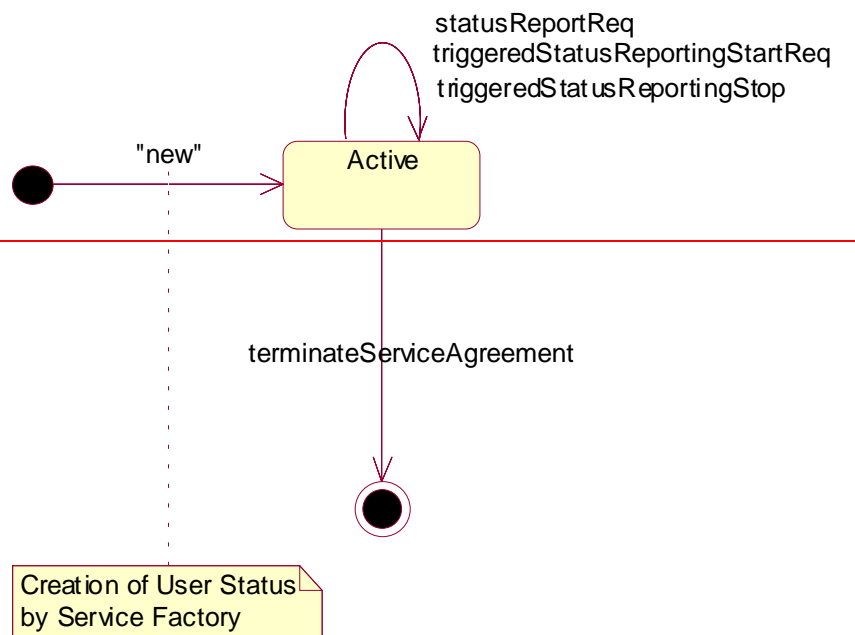 statusReportReq
triggeredStatusReportingStartReq
triggeredStatusReportingStop
"new"
Active
terminateServiceAgreement
Creation of User Status
by Service Factory